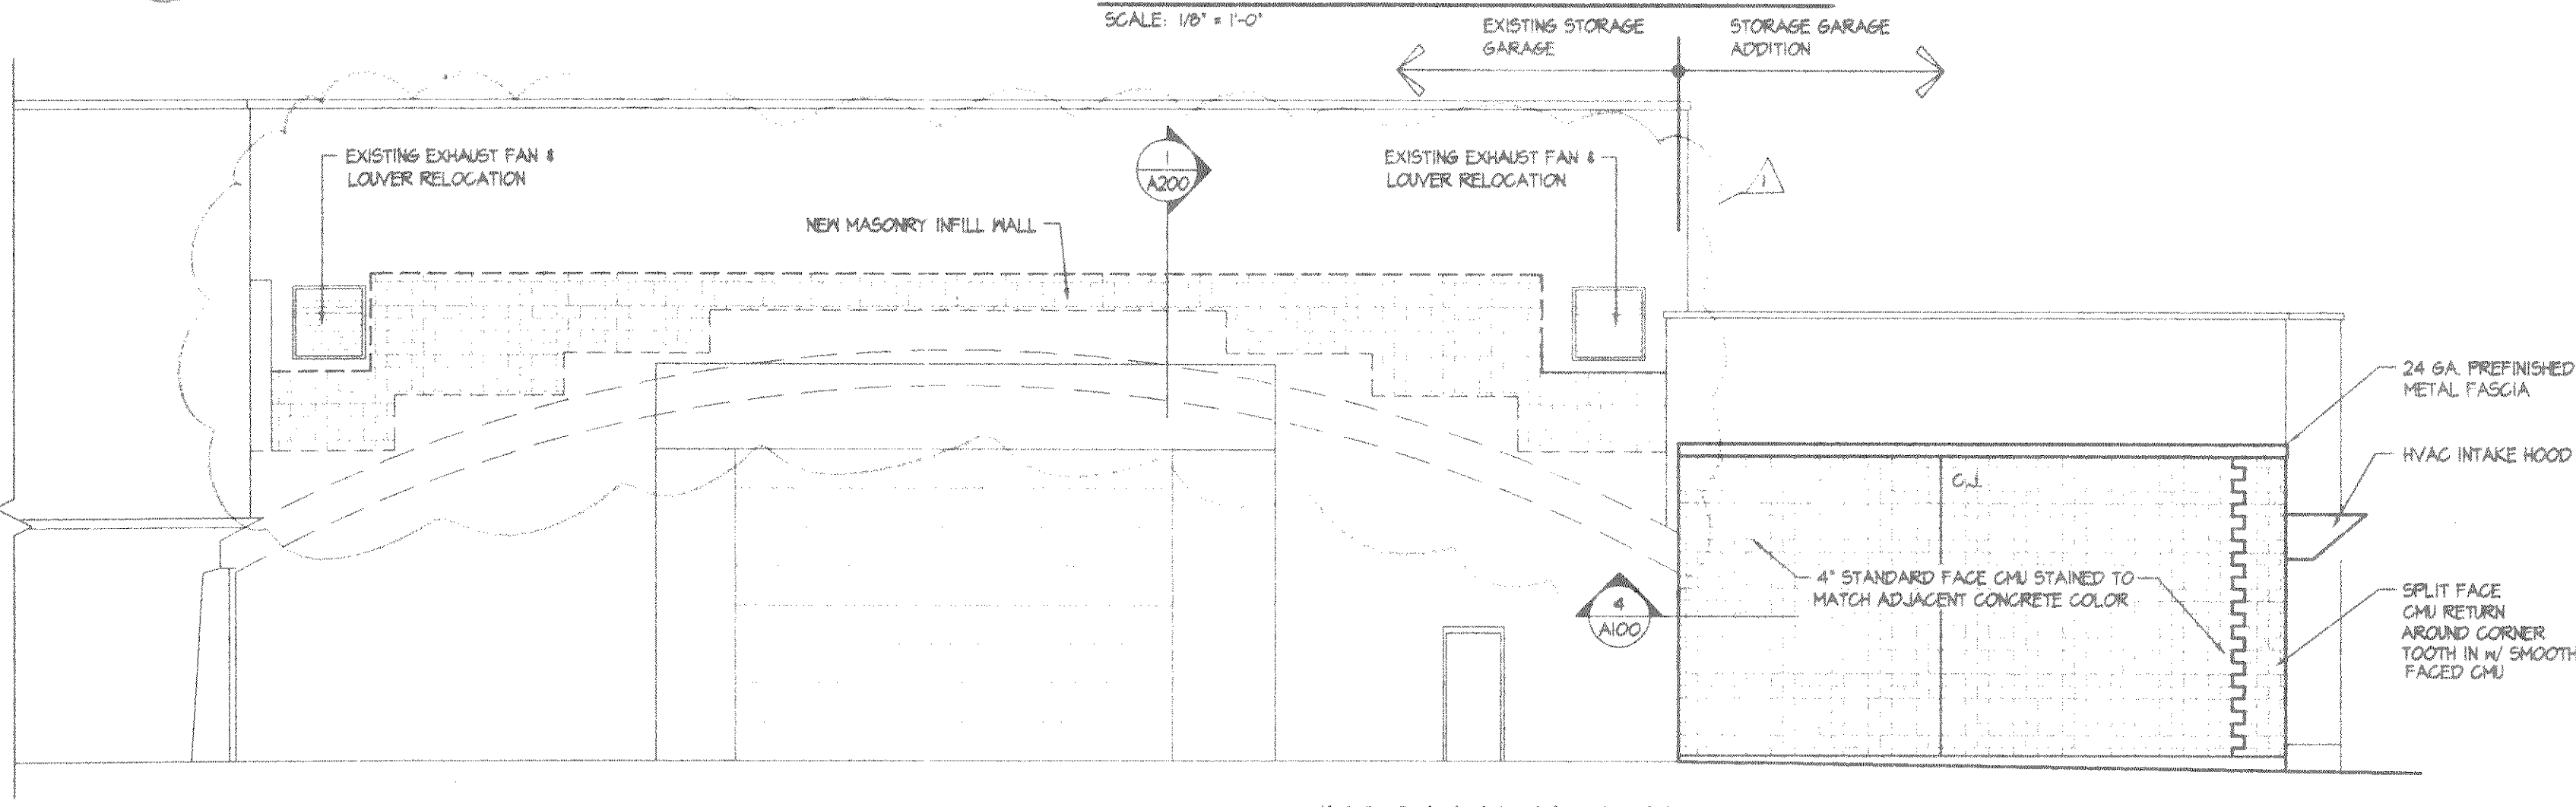 SCALE: 1/8" = 1'-0"
EXISTING STORAGE
GARAGE
STORAGE GARAGE
ADDITION
EXISTING EXHAUST FAN &
LOUVER RELOCATION
1
A200
EXISTING EXHAUST FAN &
LOUVER RELOCATION
1
NEW MASONRY INFILL WALL
24 GA. PREFINISHED
METAL FASCIA
HVAC INTAKE HOOD
C.J.
4" STANDARD FACE CMU STAINED TO
MATCH ADJACENT CONCRETE COLOR
4
A100
SPLIT FACE
CMU RETURN
AROUND CORNER
TOOTH IN w/ SMOOTH
FACED CMU